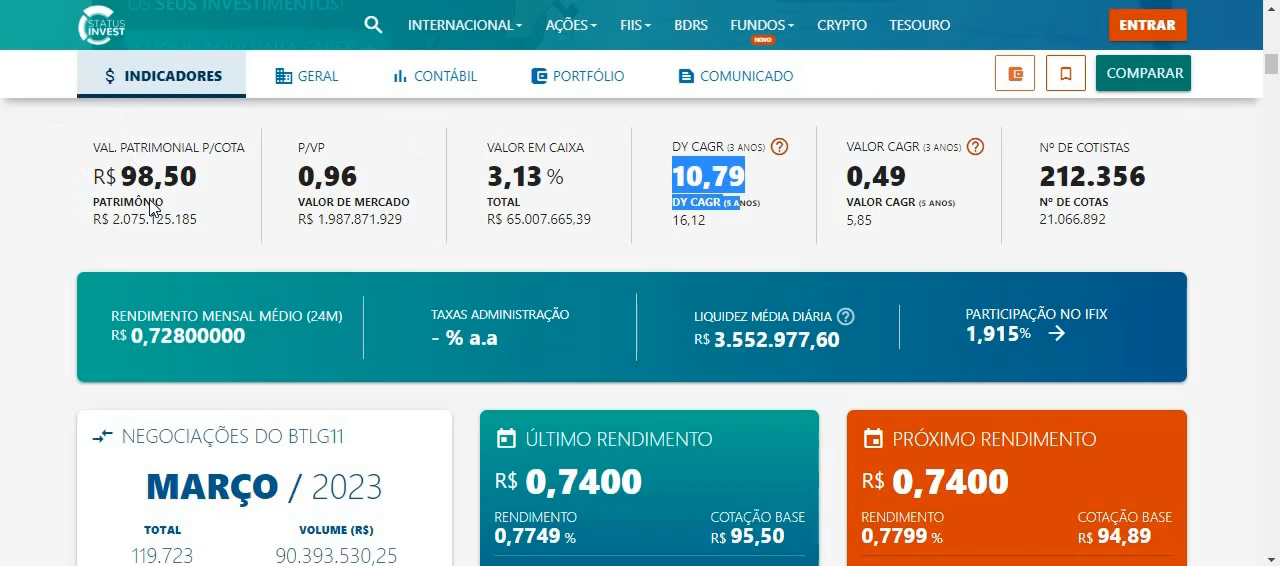 OS SEUS INVESTIMENTOS!
STATUS
INVEST
INTERNACIONAL AÇÕES FIIS BDRS FUNDOS CRYPTO TESOURO ENTRAR
NOVO
$ INDICADORES GERAL CONTÁBIL PORTFÓLIO COMUNICADO COMPARAR
VAL. PATRIMONIAL P/COTA P/VP VALOR EM CAIXA DY CAGR (3 ANOS) ? VALOR CAGR (3 ANOS) ? Nº DE COTISTAS
R$ 98,50 0,96 3,13 % 10,79 0,49 212.356
PATRIMÔNIO VALOR DE MERCADO TOTAL DY CAGR (5 ANOS) VALOR CAGR (5 ANOS) Nº DE COTAS
R$ 2.075.125.185 R$ 1.987.871.929 R$ 65.007.665,39 16,12 5,85 21.066.892
RENDIMENTO MENSAL MÉDIO (24M) TAXAS ADMINISTRAÇÃO LIQUIDEZ MÉDIA DIÁRIA ? PARTICIPAÇÃO NO IFIX
R$ 0,72800000 - % a.a R$ 3.552.977,60 1,915%
NEGOCIAÇÕES DO BTLG11
MARÇO / 2023
TOTAL VOLUME (R$)
119.723 90.393.530,25
ÚLTIMO RENDIMENTO
R$ 0,7400
RENDIMENTO COTAÇÃO BASE
0,7749 % R$ 95,50
PRÓXIMO RENDIMENTO
R$ 0,7400
RENDIMENTO COTAÇÃO BASE
0,7799 % R$ 94,89